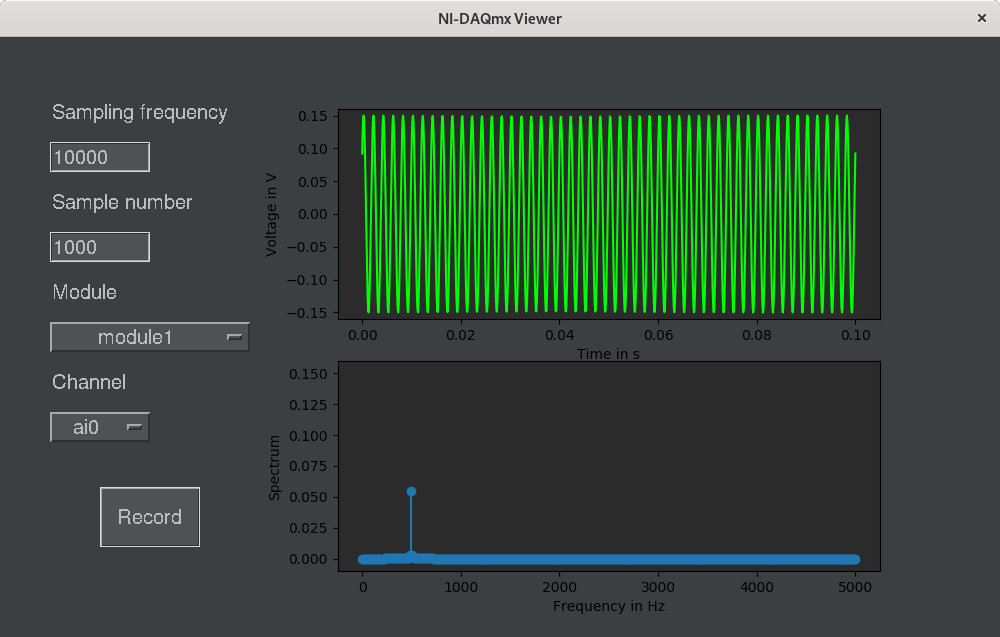 NI-DAQmx Viewer
×
Sampling frequency
10000
Sample number
1000
Module
module1
Channel
ai0
Record
Voltage in V
0.15
0.10
0.05
0.00
−0.05
−0.10
−0.15
0.00 0.02 0.04 0.06 0.08 0.10
Time in s
Spectrum
0.150
0.125
0.100
0.075
0.050
0.025
0.000
0 1000 2000 3000 4000 5000
Frequency in Hz